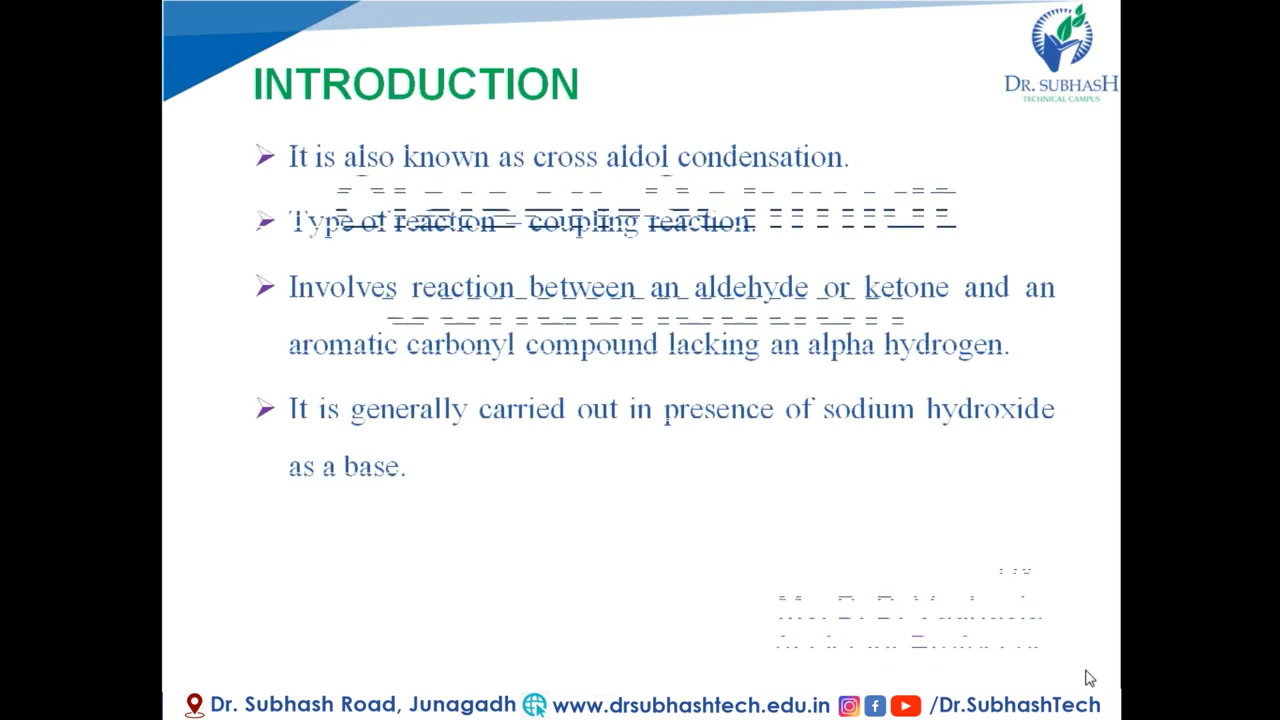 INTRODUCTION
DR. SUBHASH
TECHNICAL CAMPUS
It is also known as cross aldol condensation.
Type of reaction – coupling reaction.
Involves reaction between an aldehyde or ketone and an
aromatic carbonyl compound lacking an alpha hydrogen.
It is generally carried out in presence of sodium hydroxide
as a base.
Dr. Subhash Road, Junagadh www.drsubhashtech.edu.in /Dr.SubhashTech